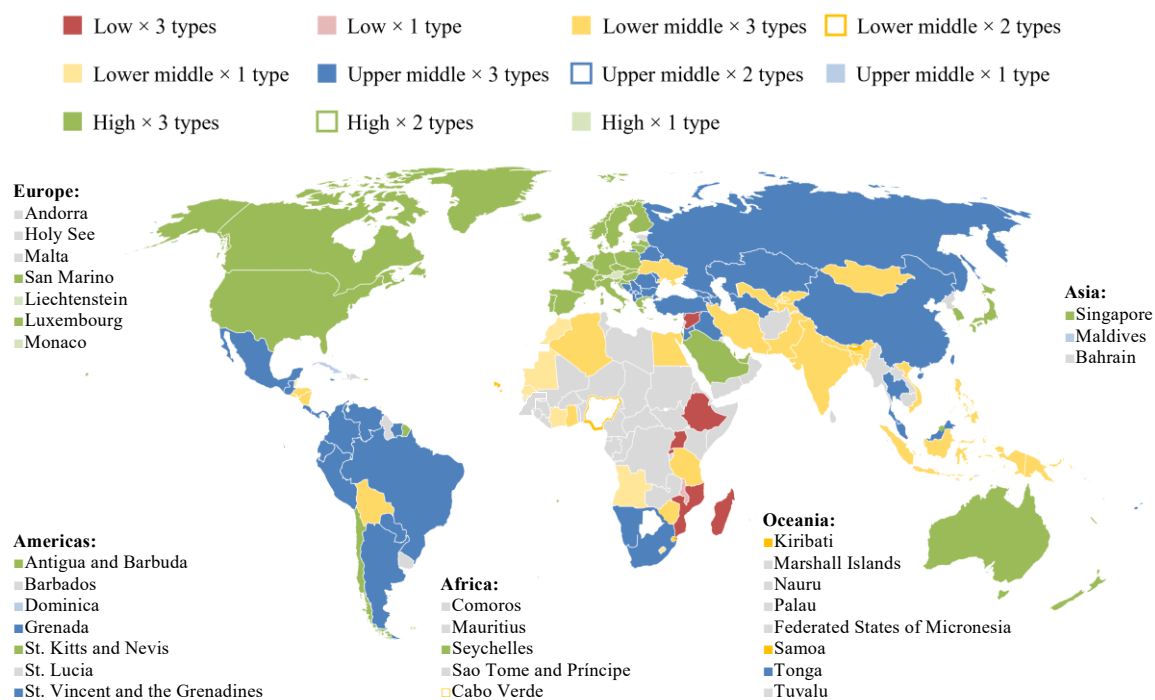 Low × 3 types
Low × 1 type
Lower middle × 3 types
Lower middle × 2 types
Lower middle × 1 type
Upper middle × 3 types
Upper middle × 2 types
Upper middle × 1 type
High × 3 types
High × 2 types
High × 1 type
Europe:
Andorra
Holy See
Malta
San Marino
Liechtenstein
Luxembourg
Monaco
Asia:
Singapore
Maldives
Bahrain
Americas:
Antigua and Barbuda
Barbados
Dominica
Grenada
St. Kitts and Nevis
St. Lucia
St. Vincent and the Grenadines
Africa:
Comoros
Mauritius
Seychelles
Sao Tome and Príncipe
Cabo Verde
Oceania:
Kiribati
Marshall Islands
Nauru
Palau
Federated States of Micronesia
Samoa
Tonga
Tuvalu